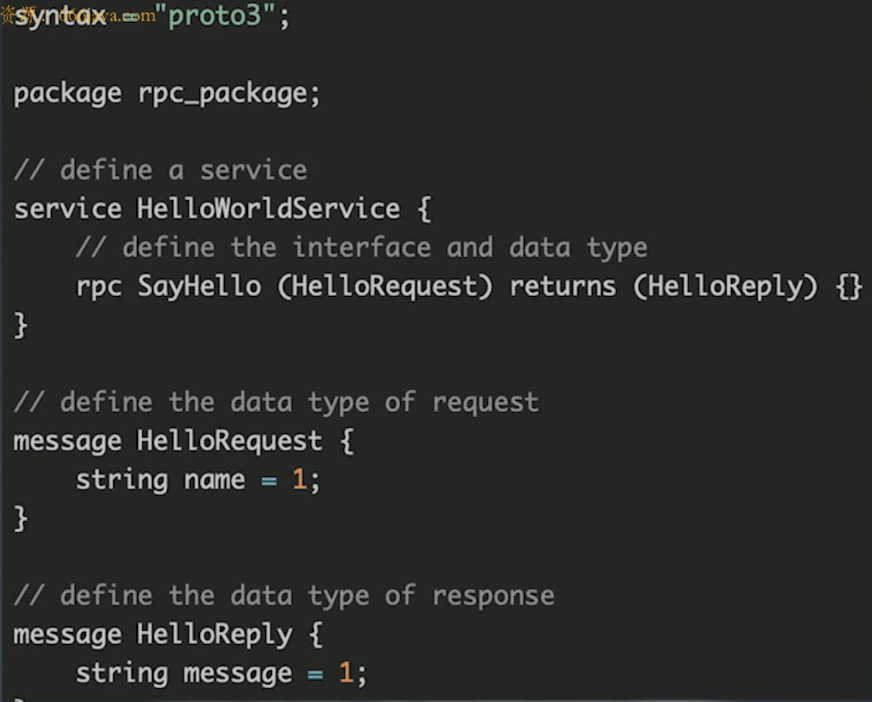 syntax = "proto3";
package rpc_package;
// define a service
service HelloWorldService {
// define the interface and data type
rpc SayHello (HelloRequest) returns (HelloReply) {}
}
// define the data type of request
message HelloRequest {
string name = 1;
}
// define the data type of response
message HelloReply {
string message = 1;
}